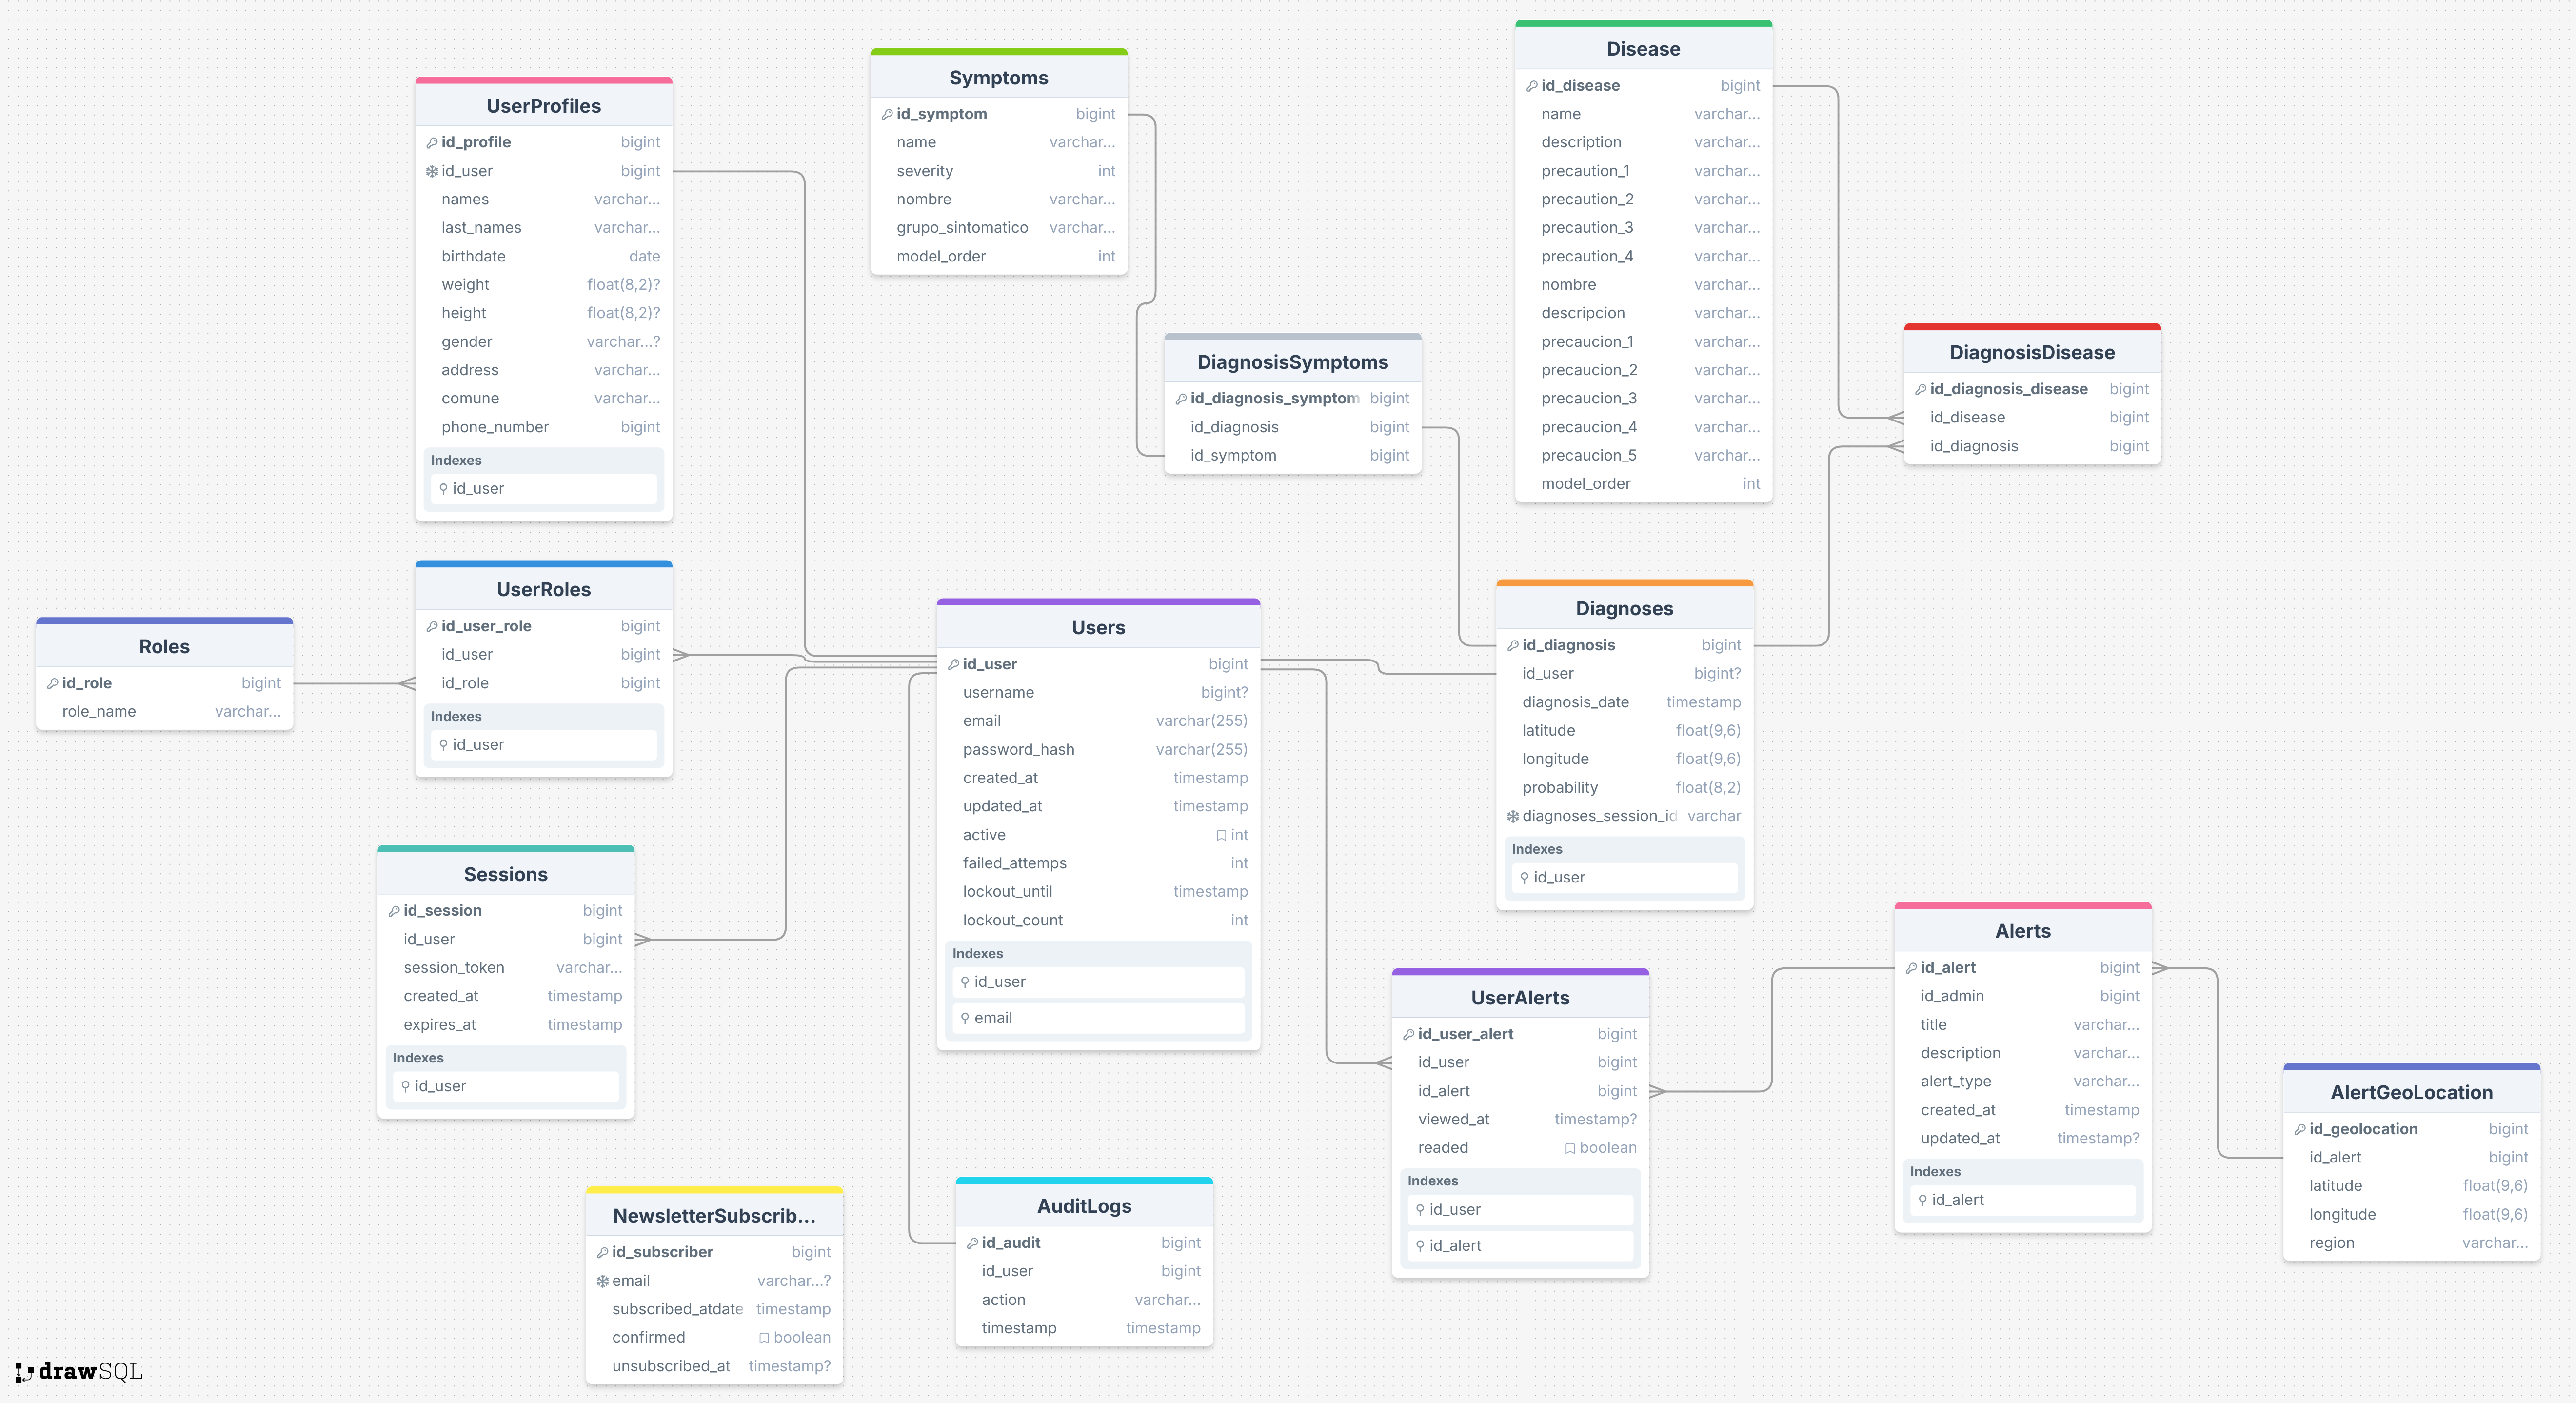 UserProfiles
id_profile bigint
id_user bigint
names varchar...
last_names varchar...
birthdate date
weight float(8,2)?
height float(8,2)?
gender varchar...?
address varchar...
comune varchar...
phone_number bigint
Indexes
id_user
Symptoms
id_symptom bigint
name varchar...
severity int
nombre varchar...
grupo_sintomatico varchar...
model_order int
Disease
id_disease bigint
name varchar...
description varchar...
precaution_1 varchar...
precaution_2 varchar...
precaution_3 varchar...
precaution_4 varchar...
nombre varchar...
descripcion varchar...
precaucion_1 varchar...
precaucion_2 varchar...
precaucion_3 varchar...
precaucion_4 varchar...
precaucion_5 varchar...
model_order int
DiagnosisSymptoms
id_diagnosis_symptom bigint
id_diagnosis bigint
id_symptom bigint
DiagnosisDisease
id_diagnosis_disease bigint
id_disease bigint
id_diagnosis bigint
Roles
id_role bigint
role_name varchar...
UserRoles
id_user_role bigint
id_user bigint
id_role bigint
Indexes
id_user
Users
id_user bigint
username bigint?
email varchar(255)
password_hash varchar(255)
created_at timestamp
updated_at timestamp
active int
failed_attemps int
lockout_until timestamp
lockout_count int
Indexes
id_user
email
Diagnoses
id_diagnosis bigint
id_user bigint?
diagnosis_date timestamp
latitude float(9,6)
longitude float(9,6)
probability float(8,2)
diagnoses_session_id varchar
Indexes
id_user
Sessions
id_session bigint
id_user bigint
session_token varchar...
created_at timestamp
expires_at timestamp
Indexes
id_user
UserAlerts
id_user_alert bigint
id_user bigint
id_alert bigint
viewed_at timestamp?
readed boolean
Indexes
id_user
id_alert
Alerts
id_alert bigint
id_admin bigint
title varchar...
description varchar...
alert_type varchar...
created_at timestamp
updated_at timestamp?
Indexes
id_alert
AlertGeoLocation
id_geolocation bigint
id_alert bigint
latitude float(9,6)
longitude float(9,6)
region varchar...
NewsletterSubscrib...
id_subscriber bigint
email varchar...?
subscribed_atdate timestamp
confirmed boolean
unsubscribed_at timestamp?
AuditLogs
id_audit bigint
id_user bigint
action varchar...
timestamp timestamp
drawSQL